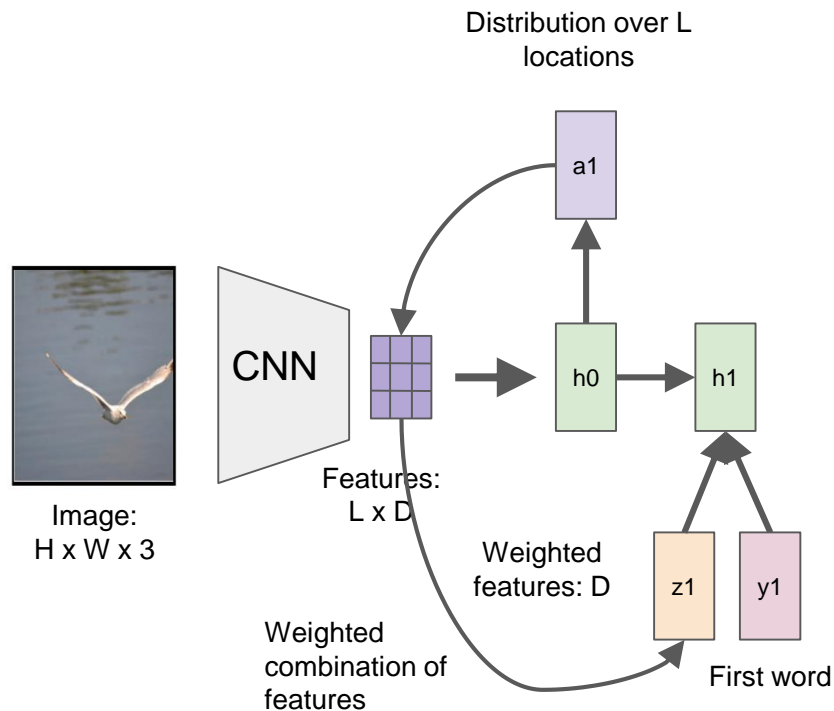 Distribution over L
locations
a1
CNN
h0
h1
Features:
L x D
Image:
H x W x 3
Weighted
features: D
z1
y1
Weighted
combination of
features
First word